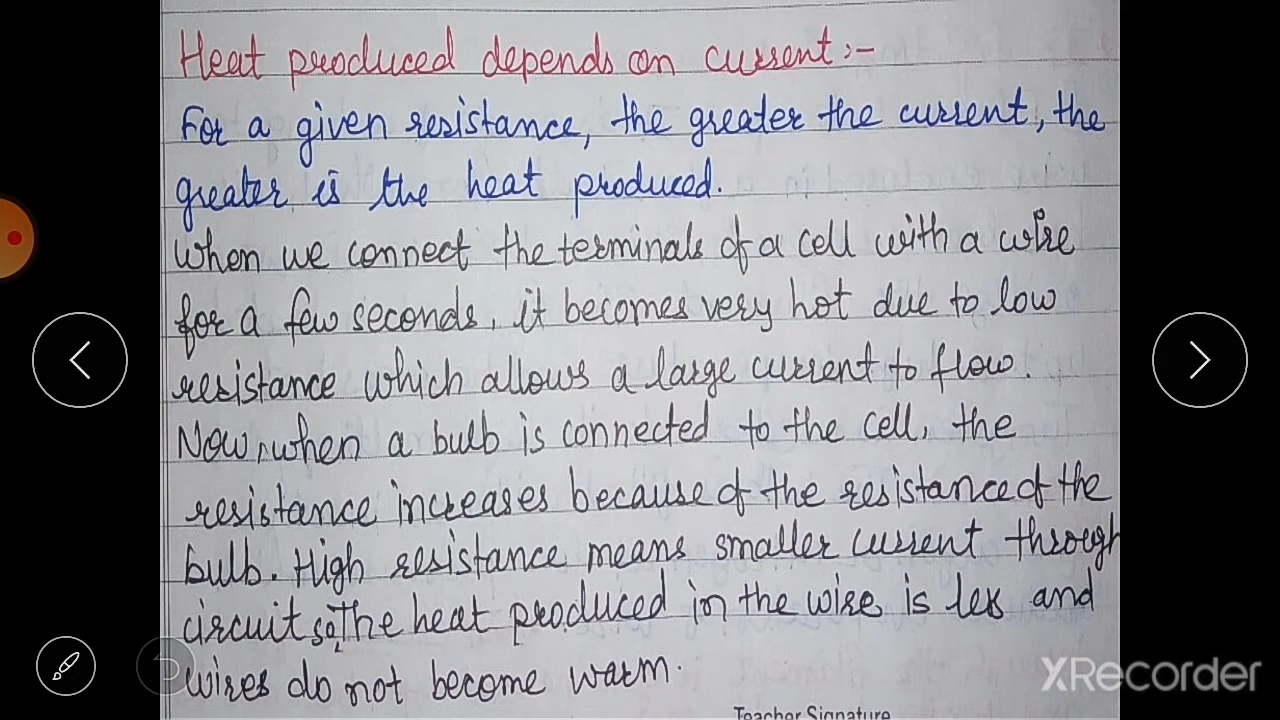 Heat produced depends on current:-
For a given resistance, the greater the current, the
greater is the heat produced.
When we connect the terminals of a cell with a wire
for a few seconds, it becomes very hot due to low
resistance which allows a large current to flow.
Now, when a bulb is connected to the cell, the
resistance increases because of the resistance of the
bulb. High resistance means smaller current through
circuit so, The heat produced in the wire is less and
wires do not become warm.
XRecorder
Teacher Signature